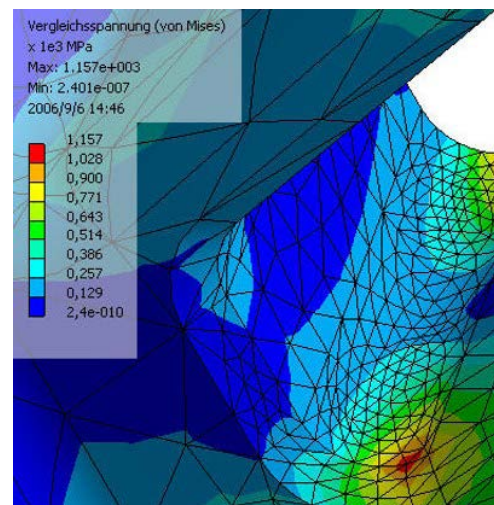 Vergleichsspannung (von Mises)
x 1e3 MPa
Max: 1.157e+003
Min: 2.401e-007
2006/9/6 14:46
1,157
1,028
0,900
0,771
0,643
0,514
0,386
0,257
0,129
2,4e-010